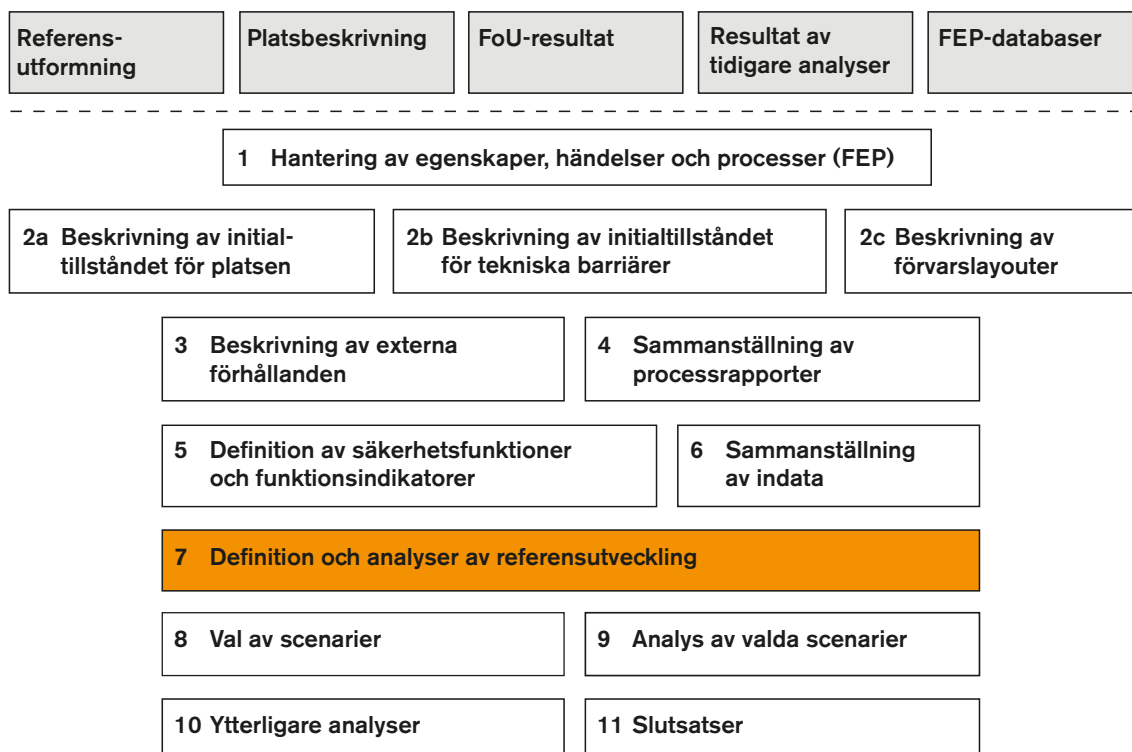 Referens-
utformning
Platsbeskrivning
FoU-resultat
Resultat av
tidigare analyser
FEP-databaser
1 Hantering av egenskaper, händelser och processer (FEP)
2a Beskrivning av initial-
tillståndet för platsen
2b Beskrivning av initialtillståndet
för tekniska barriärer
2c Beskrivning av
förvarslayouter
3 Beskrivning av externa
förhållanden
4 Sammanställning av
processrapporter
5 Definition av säkerhetsfunktioner
och funktionsindikatorer
6 Sammanställning
av indata
7 Definition och analyser av referensutveckling
8 Val av scenarier
9 Analys av valda scenarier
10 Ytterligare analyser
11 Slutsatser